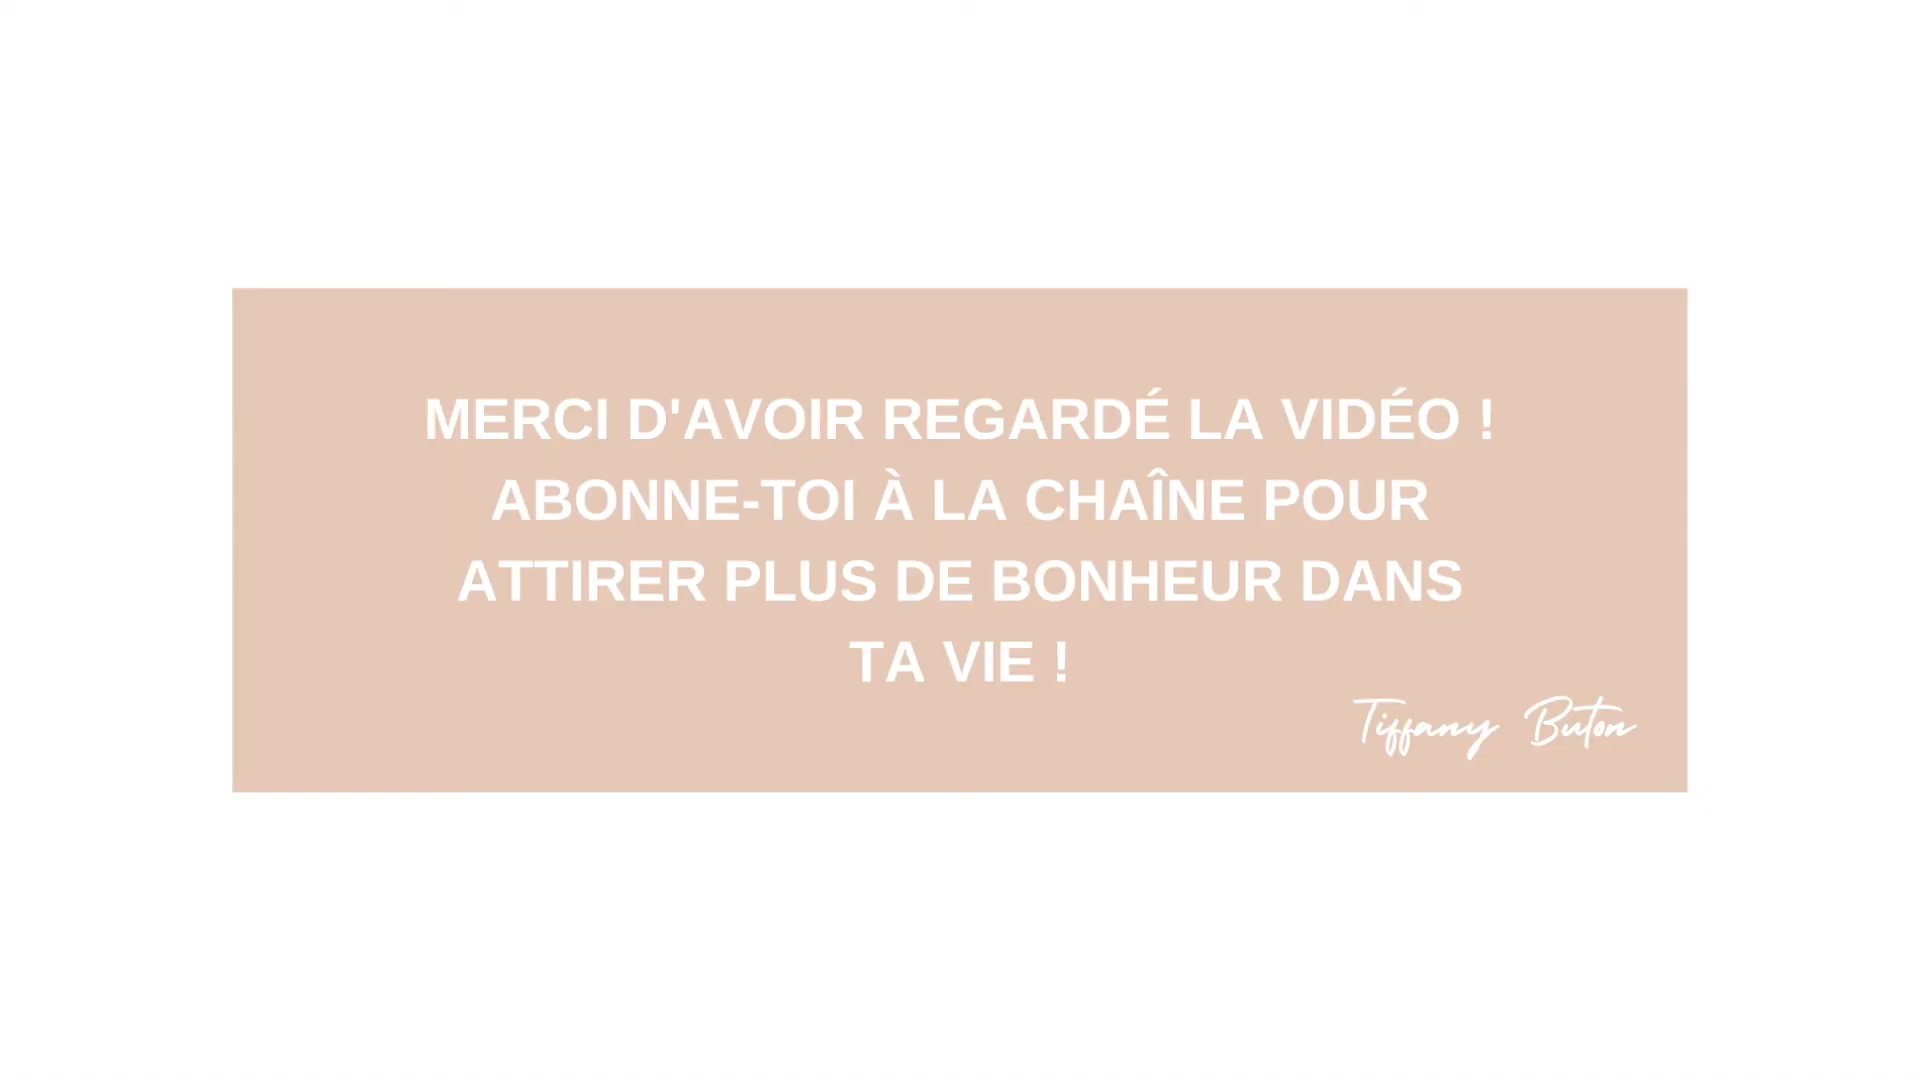 MERCI D'AVOIR REGARDÉ LA VIDÉO !
ABONNE-TOI À LA CHAÎNE POUR
ATTIRER PLUS DE BONHEUR DANS
TA VIE !
Tiffany Buton